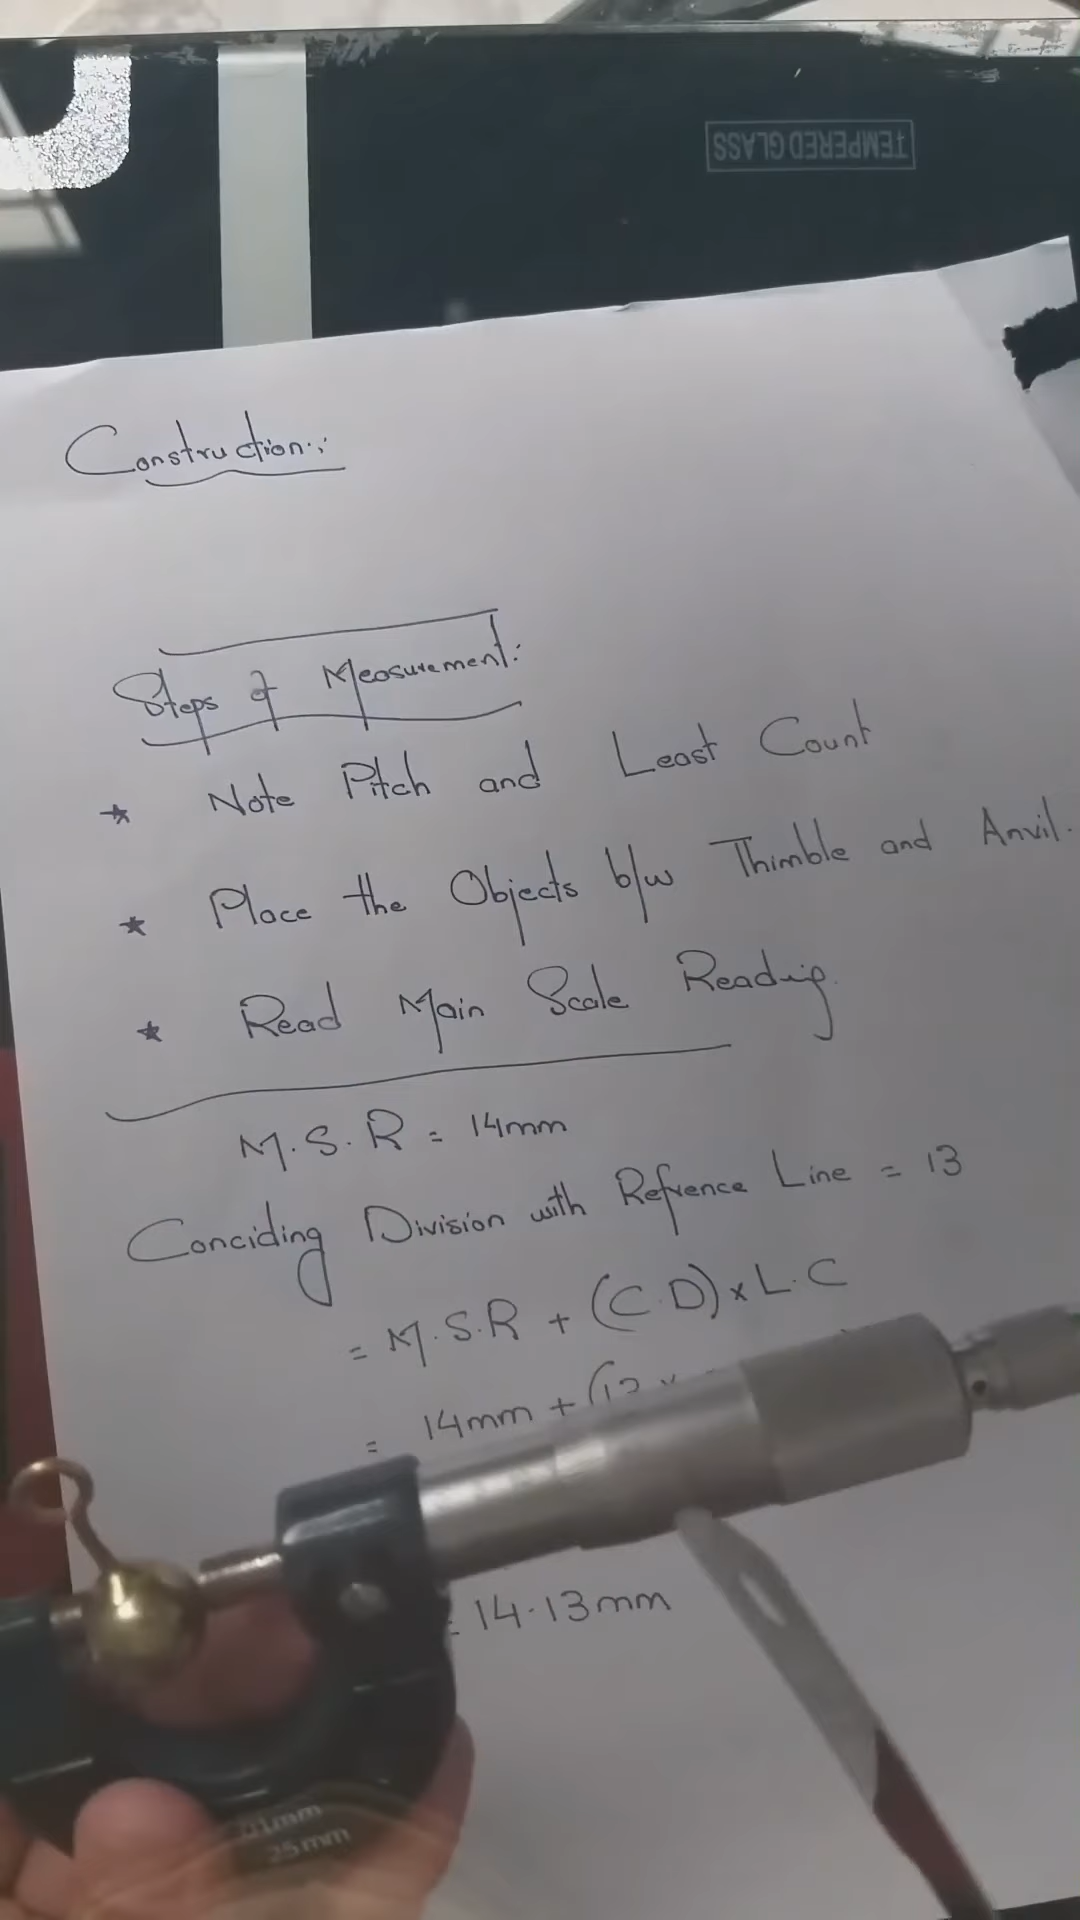 TEMPERED GLASS
Construction:
Steps of Measurement:
* Note Pitch and Least Count
* Place the Objects b/w Thimble and Anvil.
* Read Main Scale Reading.
M.S.R = 14mm
Conciding Division with Refrence Line = 13
= M.S.R + (C.D) x L.C
= 14mm + (13 x
= 14.13mm
25mm